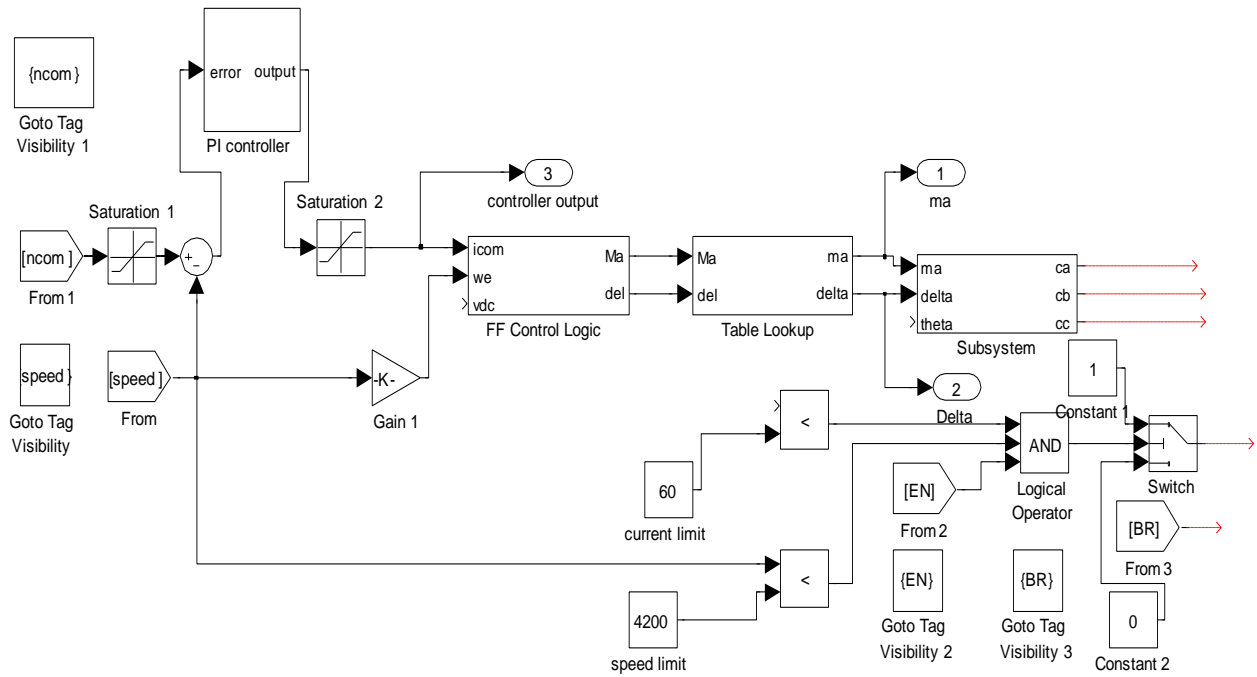 {ncom}
Goto Tag
Visibility 1
error output
PI controller
Saturation 1
[ncom]
From 1
+
−
Saturation 2
3
controller output
icom
we
vdc
Ma
del
FF Control Logic
Ma
del
ma
delta
Table Lookup
1
ma
ma
delta
theta
ca
cb
cc
Subsystem
speed}
Goto Tag
Visibility
[speed]
From
-K-
Gain 1
2
Delta
1
Constant 1
<
60
current limit
AND
Logical
Operator
Switch
[EN]
From 2
[BR]
From 3
<
4200
speed limit
{EN}
Goto Tag
Visibility 2
{BR}
Goto Tag
Visibility 3
0
Constant 2